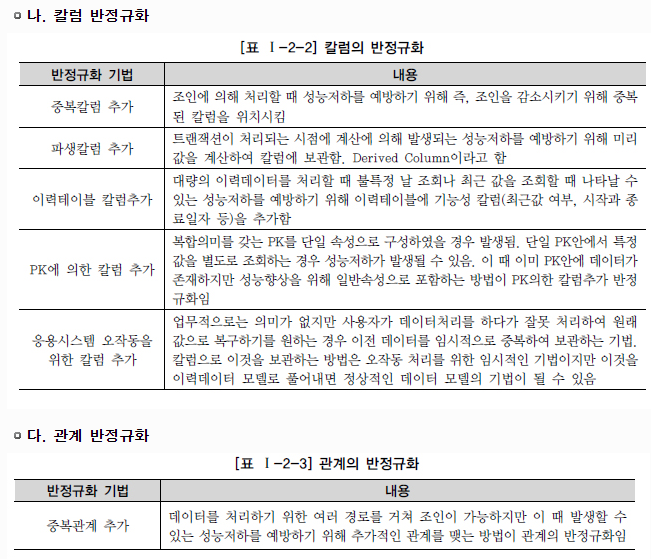 나. 칼럼 반정규화
[표 Ⅰ-2-2] 칼럼의 반정규화
반정규화 기법 내용
중복칼럼 추가
조인에 의해 처리할 때 성능저하를 예방하기 위해 즉, 조인을 감소시키기 위해 중복
된 칼럼을 위치시킴
파생칼럼 추가
트랜잭션이 처리되는 시점에 계산에 의해 발생되는 성능저하를 예방하기 위해 미리
값을 계산하여 칼럼에 보관함. Derived Column이라고 함
이력테이블 칼럼추가
대량의 이력데이터를 처리할 때 불특정 날 조회나 최근 값을 조회할 때 나타날 수
있는 성능저하를 예방하기 위해 이력테이블에 기능성 칼럼(최근값 여부, 시작과 종
료일자 등)을 추가함
PK에 의한 칼럼 추가
복합의미를 갖는 PK를 단일 속성으로 구성하였을 경우 발생됨. 단일 PK안에서 특정
값을 별도로 조회하는 경우 성능저하가 발생될 수 있음. 이 때 이미 PK안에 데이터가
존재하지만 성능향상을 위해 일반속성으로 포함하는 방법이 PK의한 칼럼추가 반정
규화임
응용시스템 오작동을
위한 칼럼 추가
업무적으로는 의미가 없지만 사용자가 데이터처리를 하다가 잘못 처리하여 원래
값으로 복구하기를 원하는 경우 이전 데이터를 임시적으로 중복하여 보관하는 기법.
칼럼으로 이것을 보관하는 방법은 오작동 처리를 위한 임시적인 기법이지만 이것을
이력데이터 모델로 풀어내면 정상적인 데이터 모델의 기법이 될 수 있음
다. 관계 반정규화
[표 Ⅰ-2-3] 관계의 반정규화
반정규화 기법 내용
중복관계 추가
데이터를 처리하기 위한 여러 경로를 거쳐 조인이 가능하지만 이 때 발생할 수
있는 성능저하를 예방하기 위해 추가적인 관계를 맺는 방법이 관계의 반정규화임